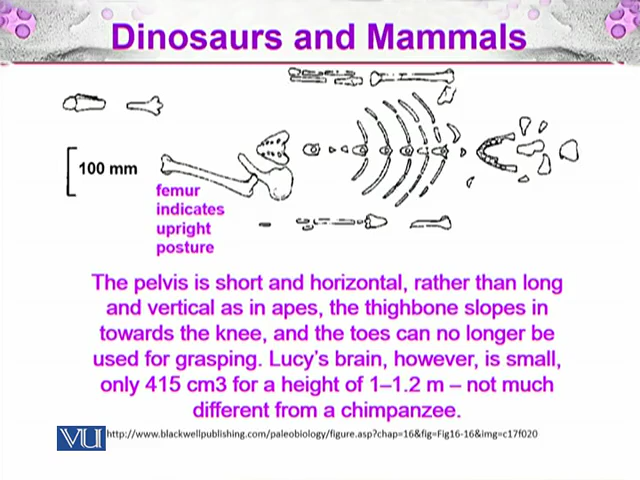 Dinosaurs and Mammals
100 mm
femur
indicates
upright
posture
The pelvis is short and horizontal, rather than long
and vertical as in apes, the thighbone slopes in
towards the knee, and the toes can no longer be
used for grasping. Lucy's brain, however, is small,
only 415 cm3 for a height of 1–1.2 m – not much
different from a chimpanzee.
VU
http://www.blackwellpublishing.com/paleobiology/figure.asp?chap=16&fig=Fig16-16&img=c17f020